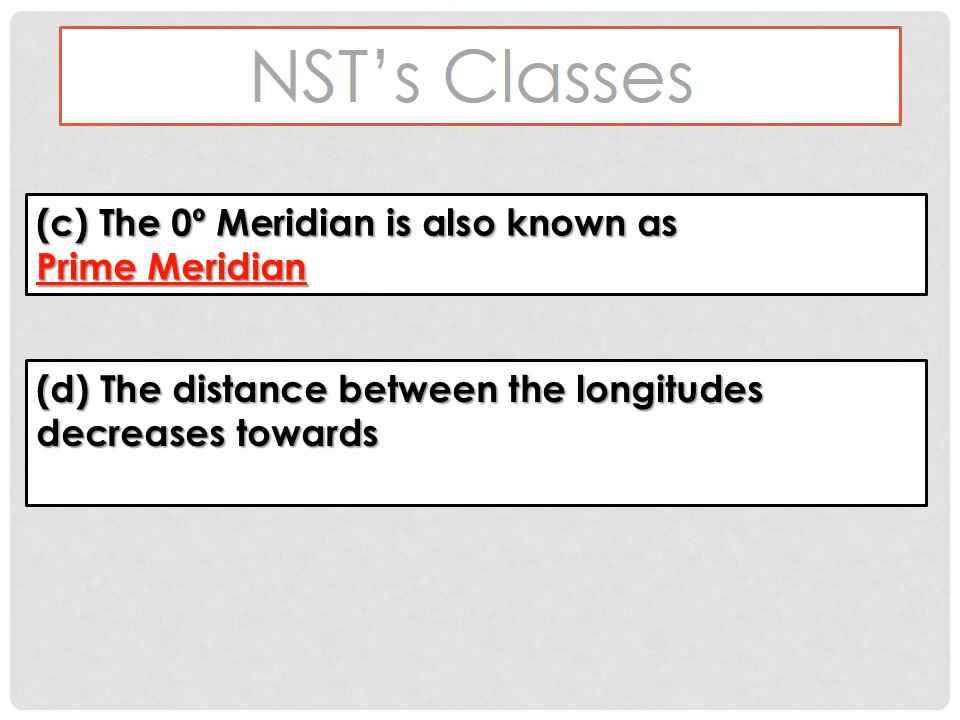 NST's Classes
(c) The 0º Meridian is also known as
Prime Meridian
(d) The distance between the longitudes
decreases towards